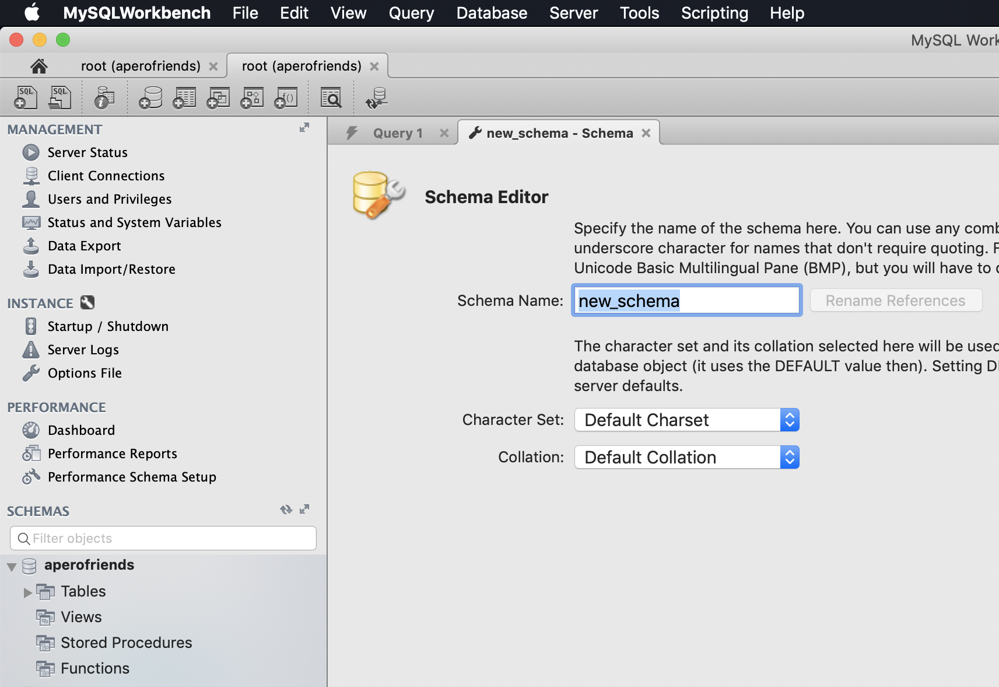 MySQLWorkbench File Edit View Query Database Server Tools Scripting Help
MySQL Work
root (aperofriends) root (aperofriends)
SQL SQL f()
MANAGEMENT
Server Status
Client Connections
Users and Privileges
Status and System Variables
Data Export
Data Import/Restore
INSTANCE
Startup / Shutdown
Server Logs
Options File
PERFORMANCE
Dashboard
Performance Reports
Performance Schema Setup
SCHEMAS
Filter objects
aperofriends
Tables
Views
Stored Procedures
Functions
Query 1 new_schema - Schema
Schema Editor
Specify the name of the schema here. You can use any comb
underscore character for names that don't require quoting. F
Unicode Basic Multilingual Pane (BMP), but you will have to
Schema Name: new_schema Rename References
The character set and its collation selected here will be used
database object (it uses the DEFAULT value then). Setting DE
server defaults.
Character Set: Default Charset
Collation: Default Collation